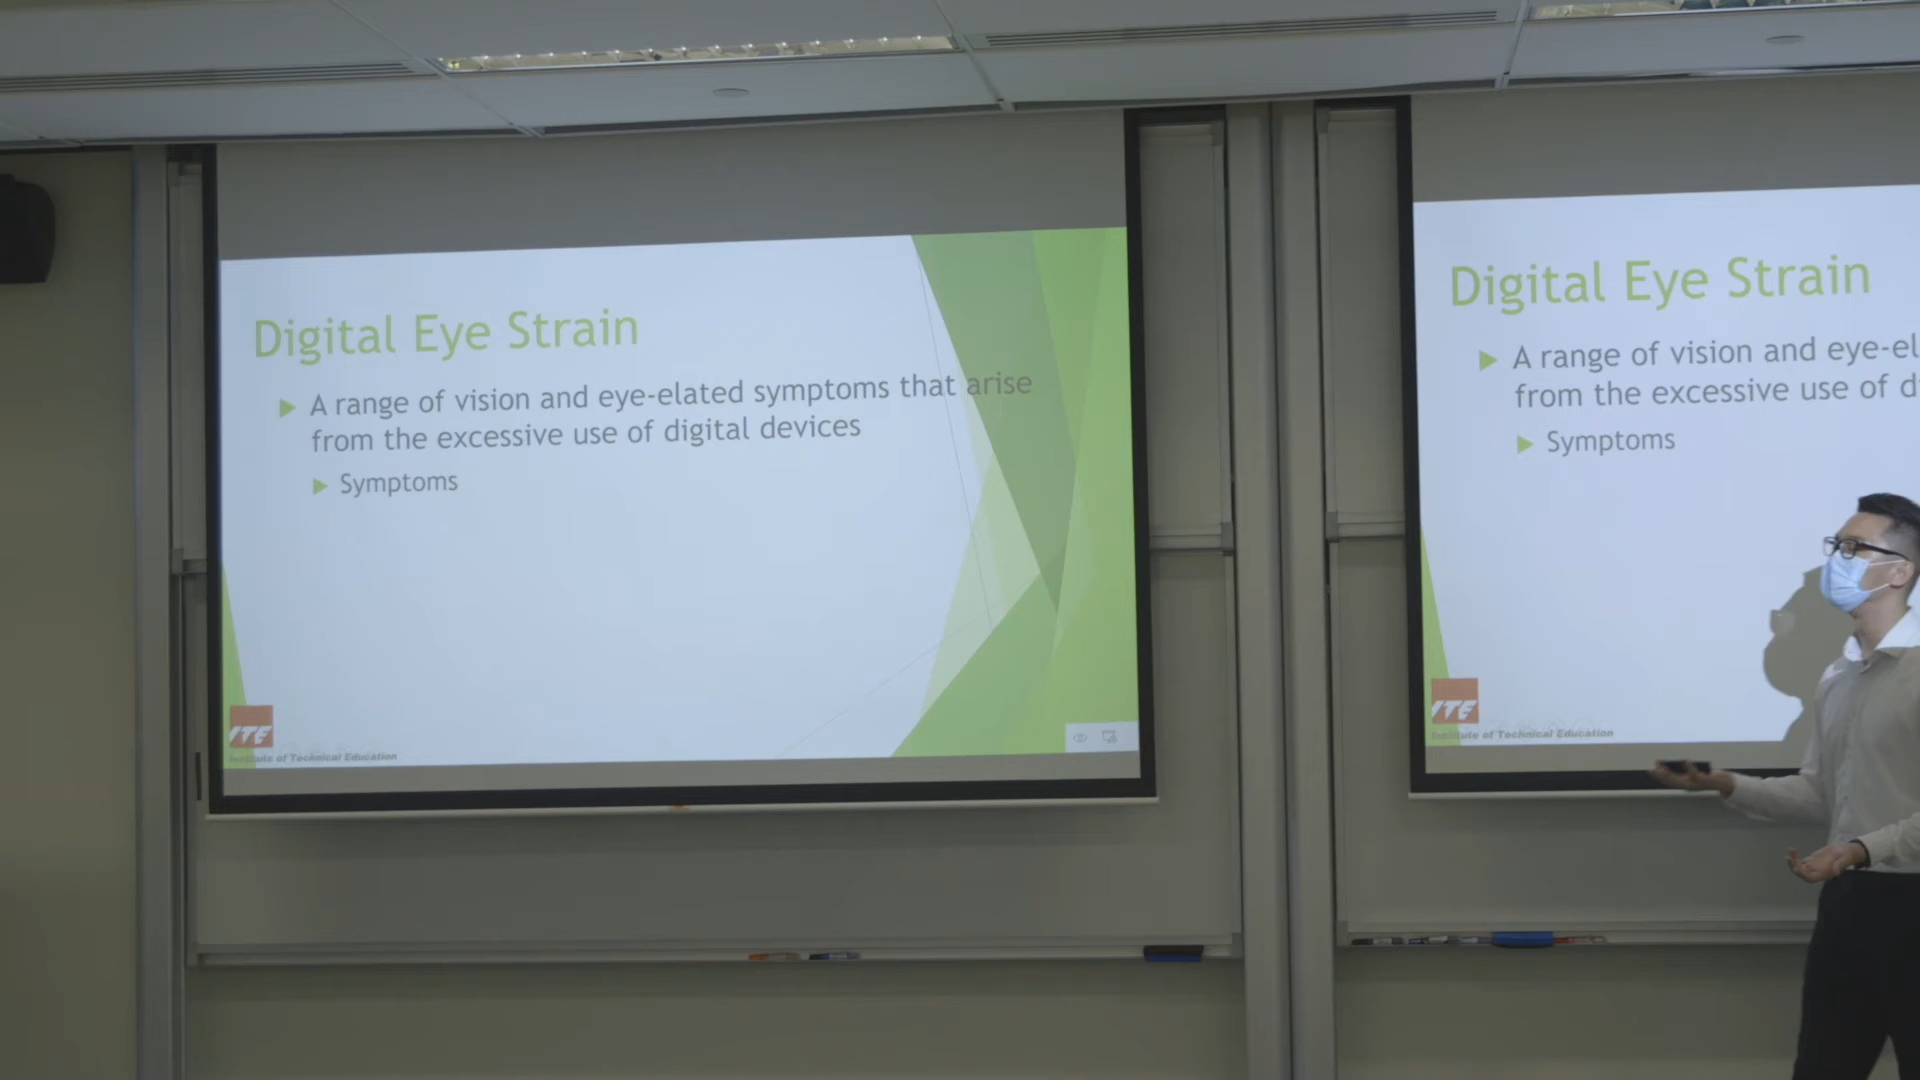 Digital Eye Strain
A range of vision and eye-elated symptoms that arise
from the excessive use of digital devices
Symptoms
ITE
Institute of Technical Education
Digital Eye Strain
A range of vision and eye-el
from the excessive use of d
Symptoms
ITE
Institute of Technical Education